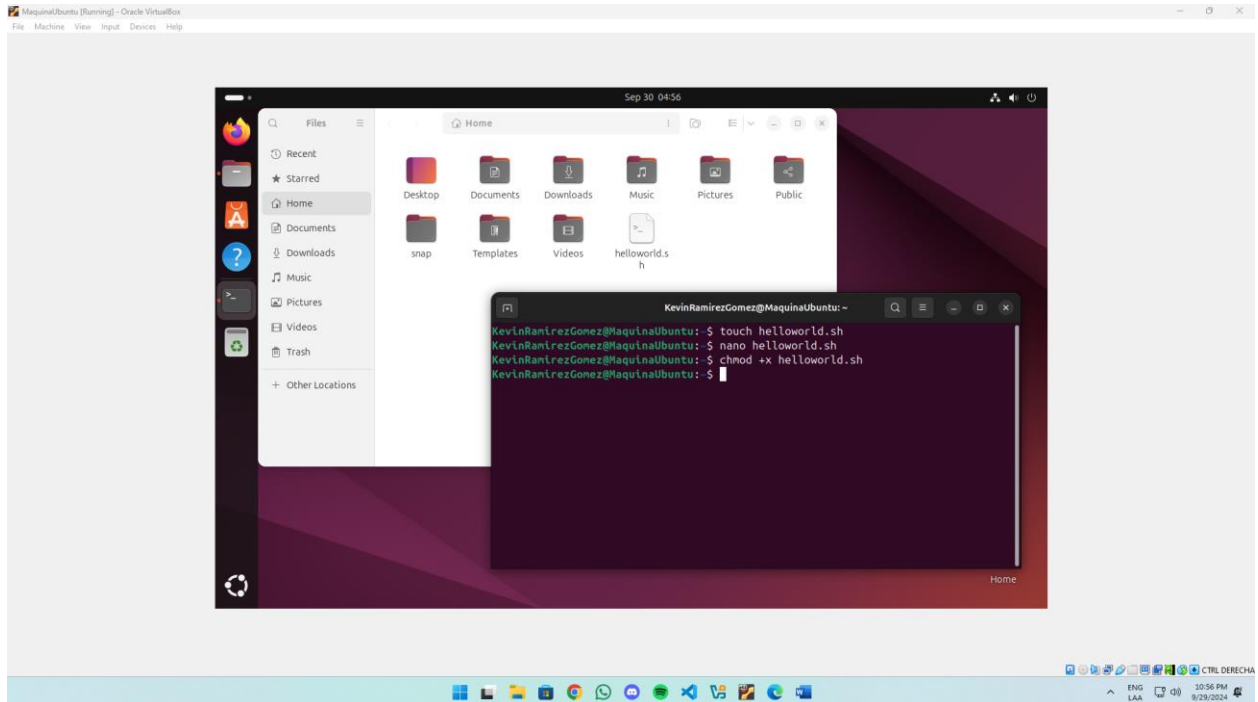 MaquinaUbuntu [Running] - Oracle VirtualBox
File Machine View Input Devices Help
Sep 30 04:56
Files
Home
Recent
Starred
Home
Documents
Downloads
Music
Pictures
Videos
Trash
+ Other Locations
Desktop Documents Downloads Music Pictures Public
snap Templates Videos helloworld.s
h
KevinRamirezGomez@MaquinaUbuntu: ~
KevinRamirezGomez@MaquinaUbuntu:~$ touch helloworld.sh
KevinRamirezGomez@MaquinaUbuntu:~$ nano helloworld.sh
KevinRamirezGomez@MaquinaUbuntu:~$ chmod +x helloworld.sh
KevinRamirezGomez@MaquinaUbuntu:~$
Home
CTRL DERECHA
ENG
LAA
10:56 PM
9/29/2024